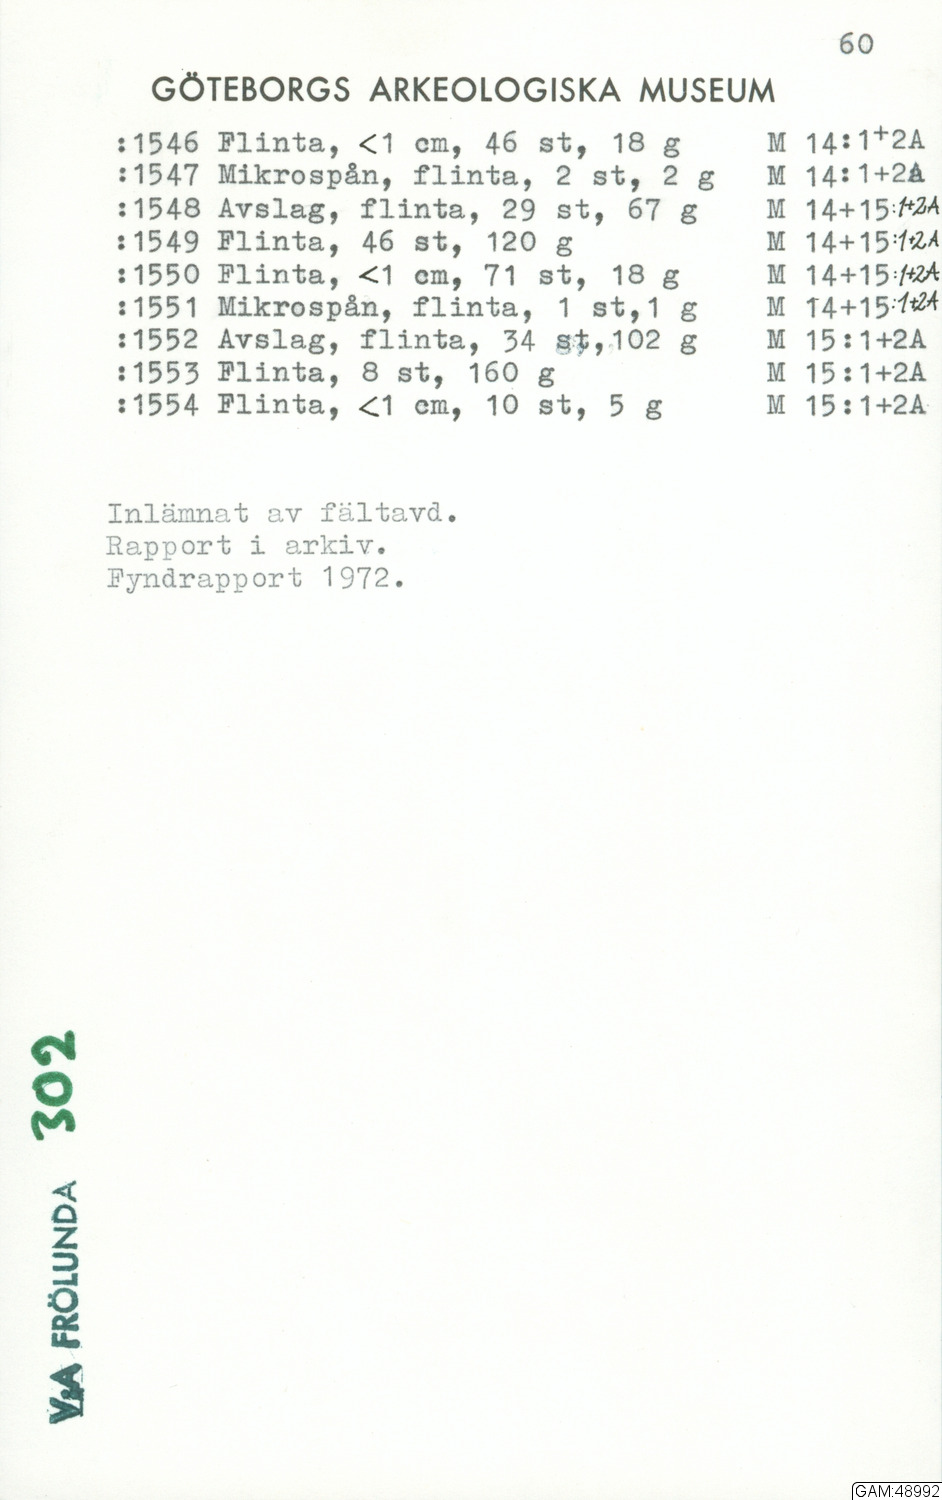 60
GÖTEBORGS ARKEOLOGISKA MUSEUM
:1546 Flinta, <1 cm, 46 st, 18 g M 14:1+2A
:1547 Mikrospån, flinta, 2 st, 2 g M 14:1+2A
:1548 Avslag, flinta, 29 st, 67 g M 14+15:1+2A
:1549 Flinta, 46 st, 120 g M 14+15:1+2A
:1550 Flinta, <1 cm, 71 st, 18 g M 14+15:1+2A
:1551 Mikrospån, flinta, 1 st,1 g M 14+15:1+2A
:1552 Avslag, flinta, 34 st,102 g M 15:1+2A
:1553 Flinta, 8 st, 160 g M 15:1+2A
:1554 Flinta, <1 cm, 10 st, 5 g M 15:1+2A
Inlämnat av fältavd.
Rapport i arkiv.
Fyndrapport 1972.
V:A FRÖLUNDA 302
GAM:48992